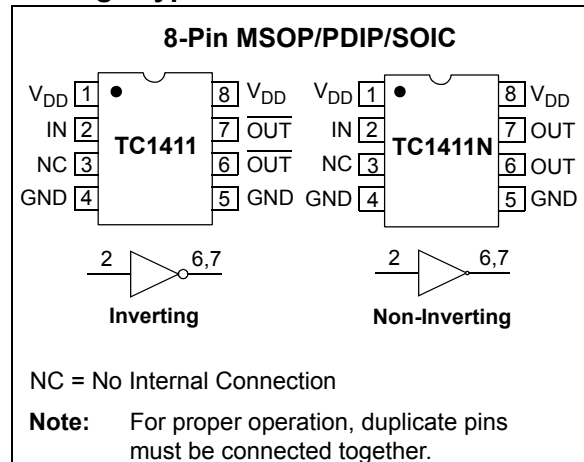 8-Pin MSOP/PDIP/SOIC
VDD 1 8 VDD VDD 1 8 VDD
IN 2 7 OUT IN 2 7 OUT
TC1411 TC1411N
NC 3 6 OUT NC 3 6 OUT
GND 4 5 GND GND 4 5 GND
2 6,7 2 6,7
Inverting Non-Inverting
NC = No Internal Connection
Note: For proper operation, duplicate pins
must be connected together.